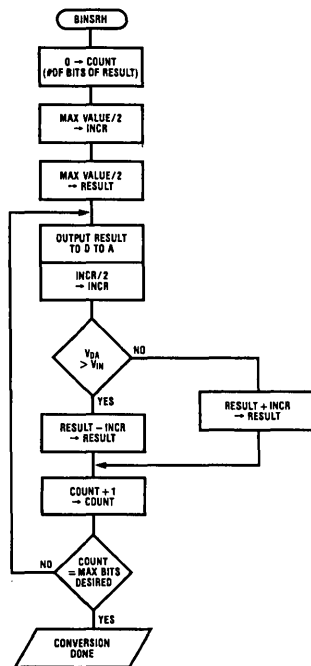 BINSRH
0 → COUNT
(#OF BITS OF RESULT)
MAX VALUE/2
→ INCR
MAX VALUE/2
→ RESULT
OUTPUT RESULT
TO D TO A
INCR/2
→ INCR
VDA
> VIN
NO
YES
RESULT − INCR
→ RESULT
RESULT + INCR
→ RESULT
COUNT + 1
→ COUNT
COUNT
= MAX BITS
DESIRED
NO
YES
CONVERSION
DONE